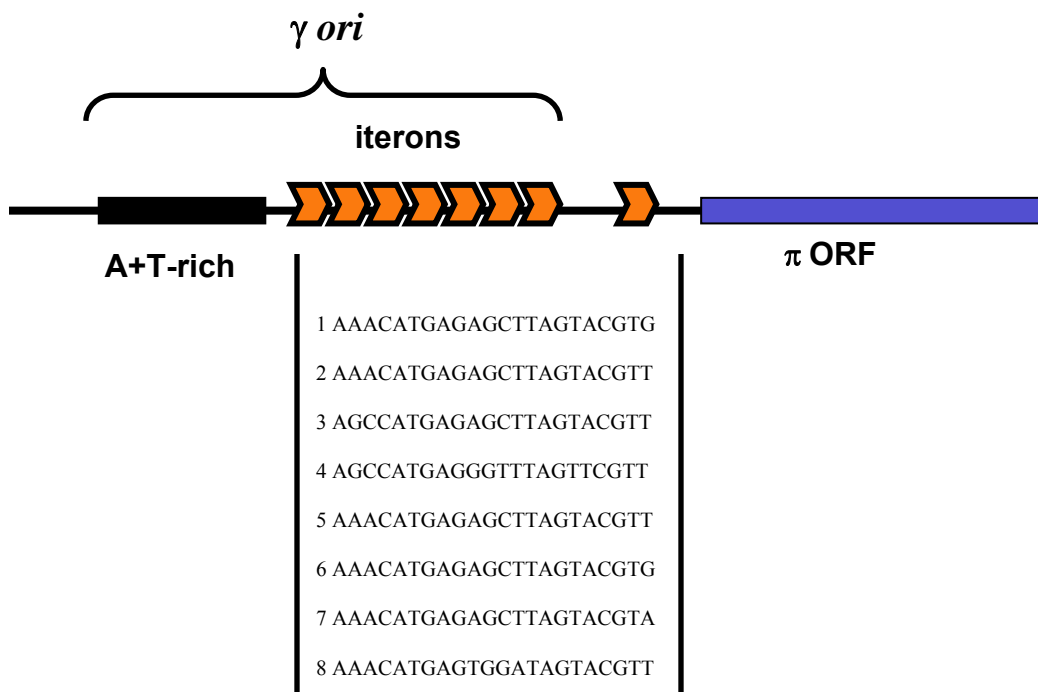 γ ori
iterons
A+T-rich
π ORF
1 AAACATGAGAGCTTAGTACGTG
2 AAACATGAGAGCTTAGTACGTT
3 AGCCATGAGAGCTTAGTACGTT
4 AGCCATGAGGGTTTAGTTCGTT
5 AAACATGAGAGCTTAGTACGTT
6 AAACATGAGAGCTTAGTACGTG
7 AAACATGAGAGCTTAGTACGTA
8 AAACATGAGTGGATAGTACGTT